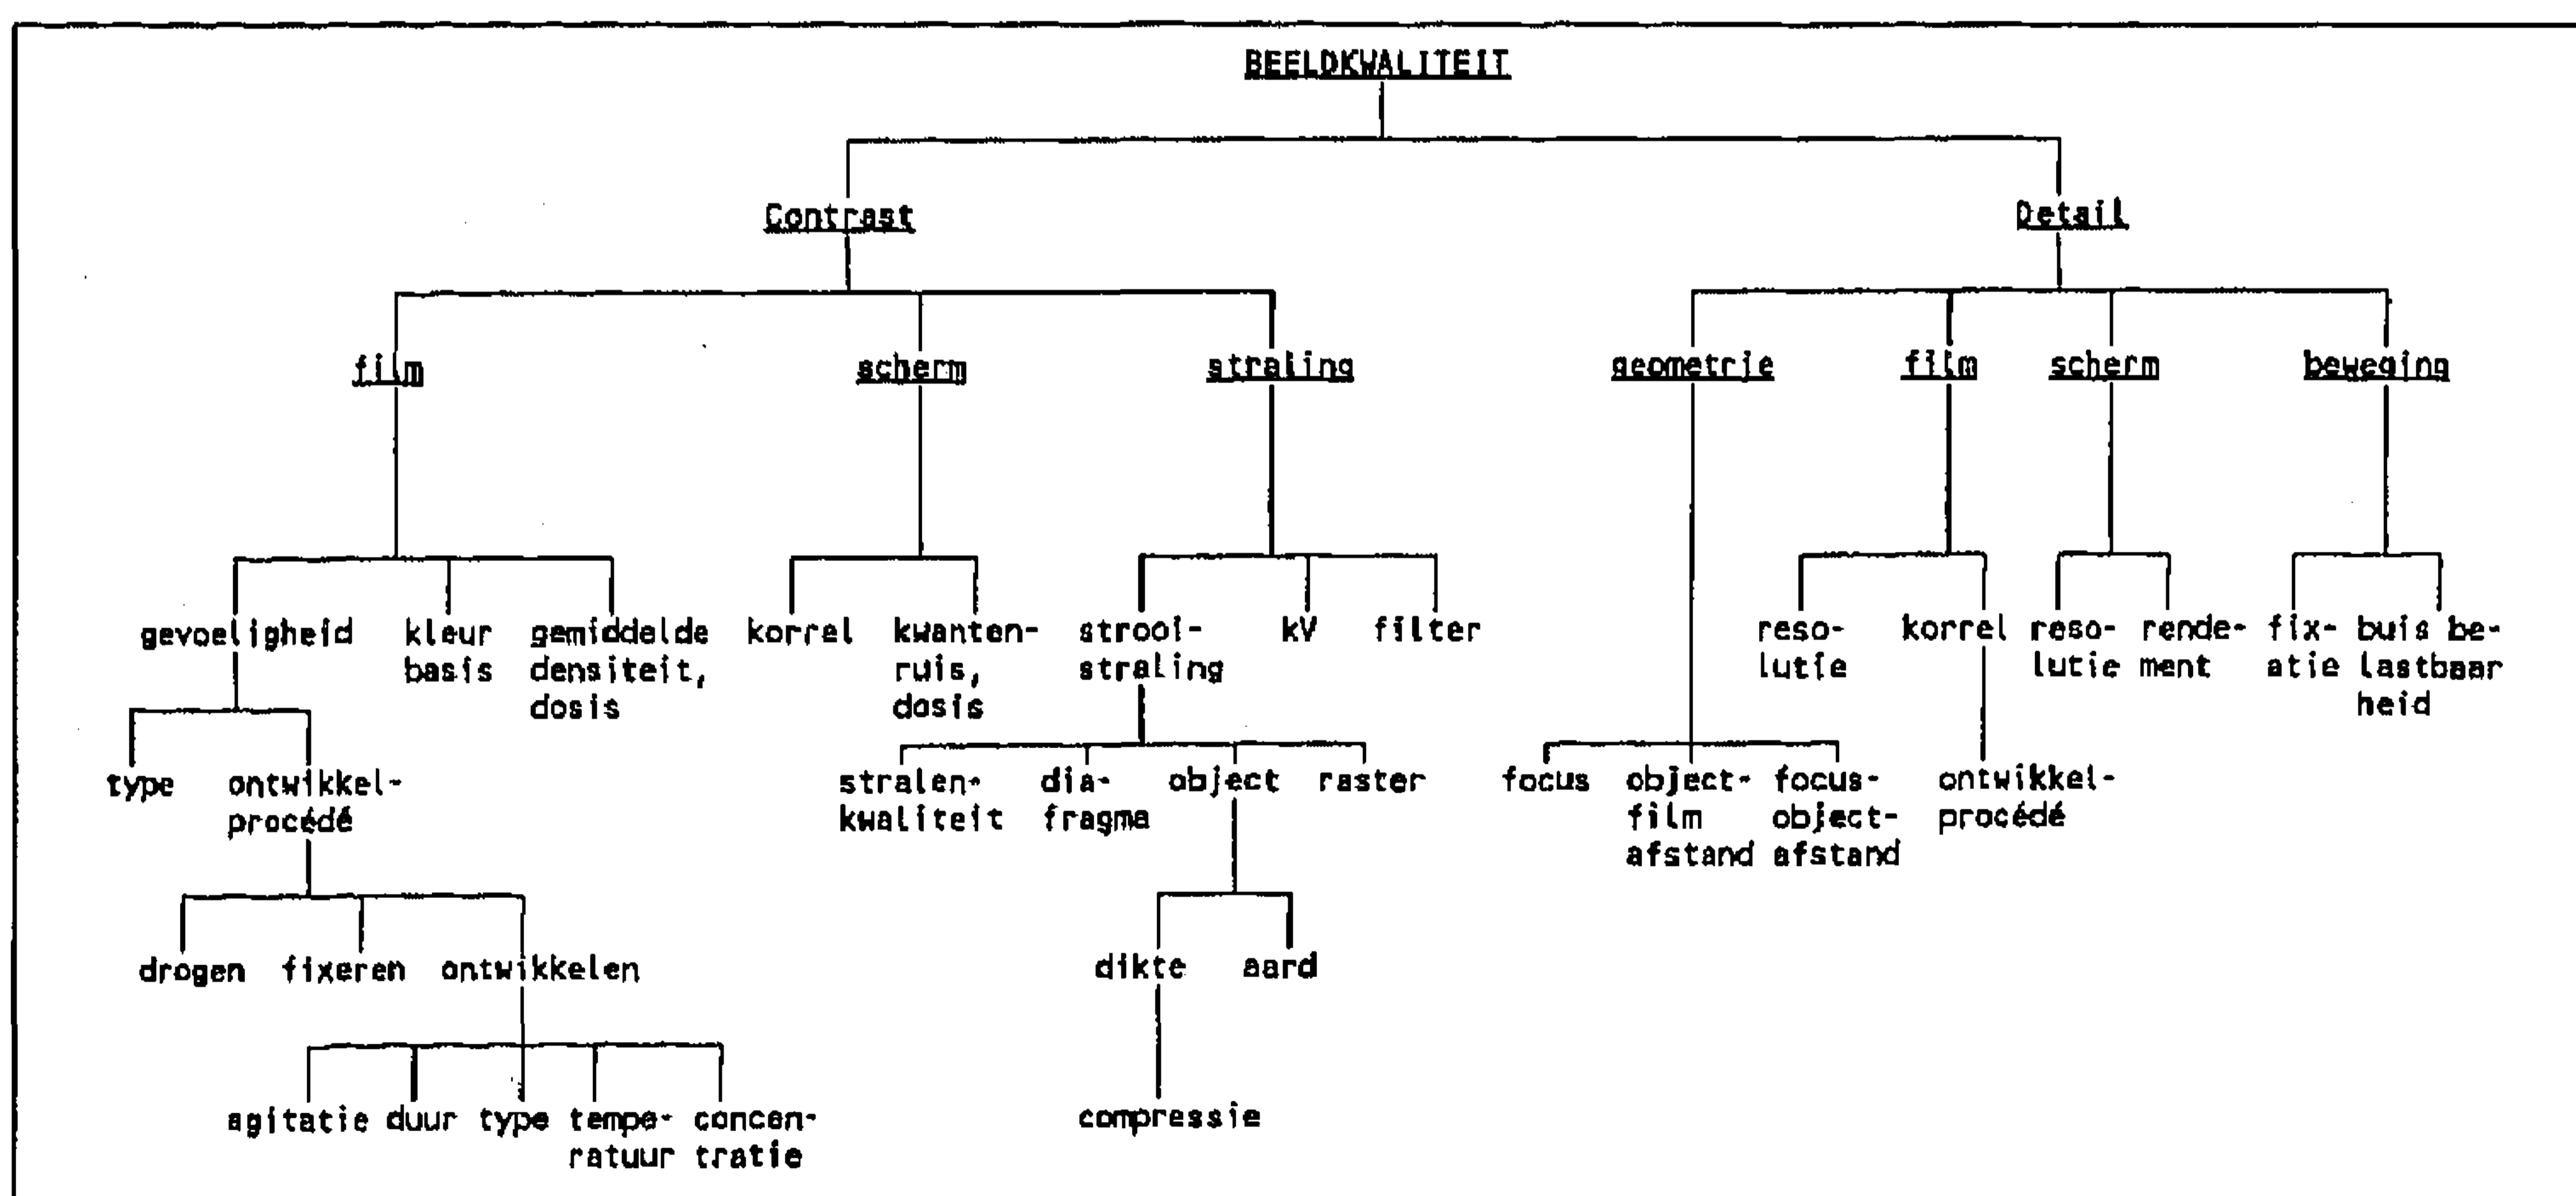 BEELDKWALITEIT
Contrast Detail
film scherm straling geometrie film scherm beweging
gevoeligheid kleur gemiddelde korrel kwanten- strooi- kV filter reso- korrel reso- rende- fix- buis be-
basis densiteit, ruis, straling lutie lutie ment atie lastbaar
dosis dosis heid
type ontwikkel- stralen- dia- object raster focus object- focus- ontwikkel-
procédé kwaliteit fragma film object- procédé
afstand afstand
drogen fixeren ontwikkelen dikte aard
agitatie duur type tempe- concen- compressie
ratuur tratie